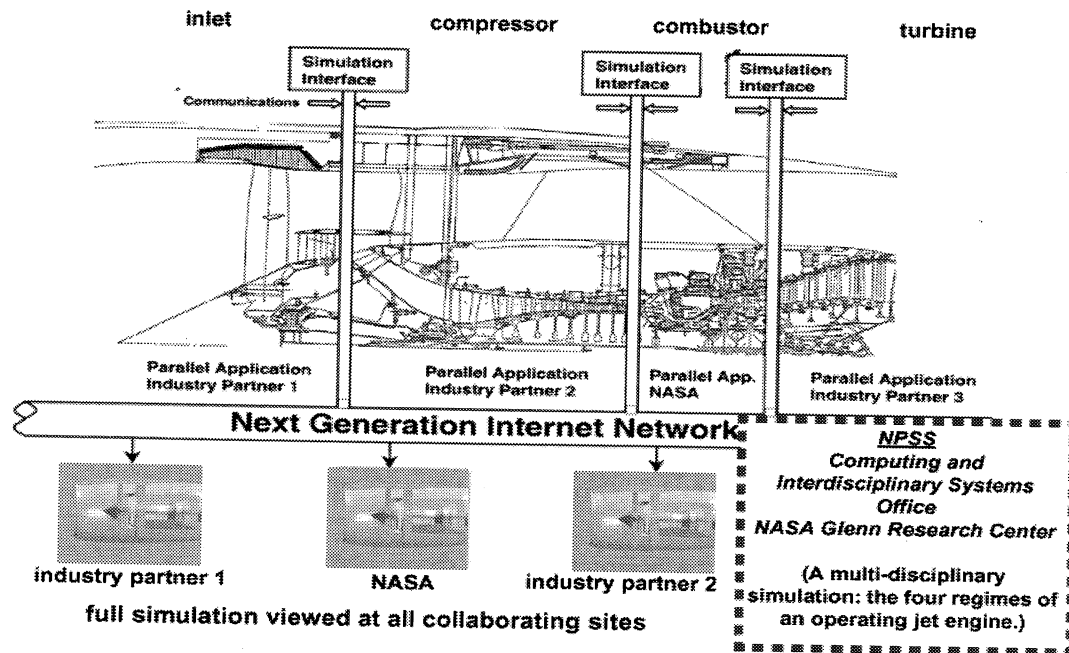 inlet
compressor
combustor
turbine
Simulation
Interface
Simulation
Interface
Simulation
Interface
Communications
Parallel Application
Industry Partner 1
Parallel Application
Industry Partner 2
Parallel App.
NASA
Parallel Application
Industry Partner 3
Next Generation Internet Network
industry partner 1
NASA
industry partner 2
full simulation viewed at all collaborating sites
NPSS
Computing and
Interdisciplinary Systems
Office
NASA Glenn Research Center
(A multi-disciplinary
simulation: the four regimes of
an operating jet engine.)